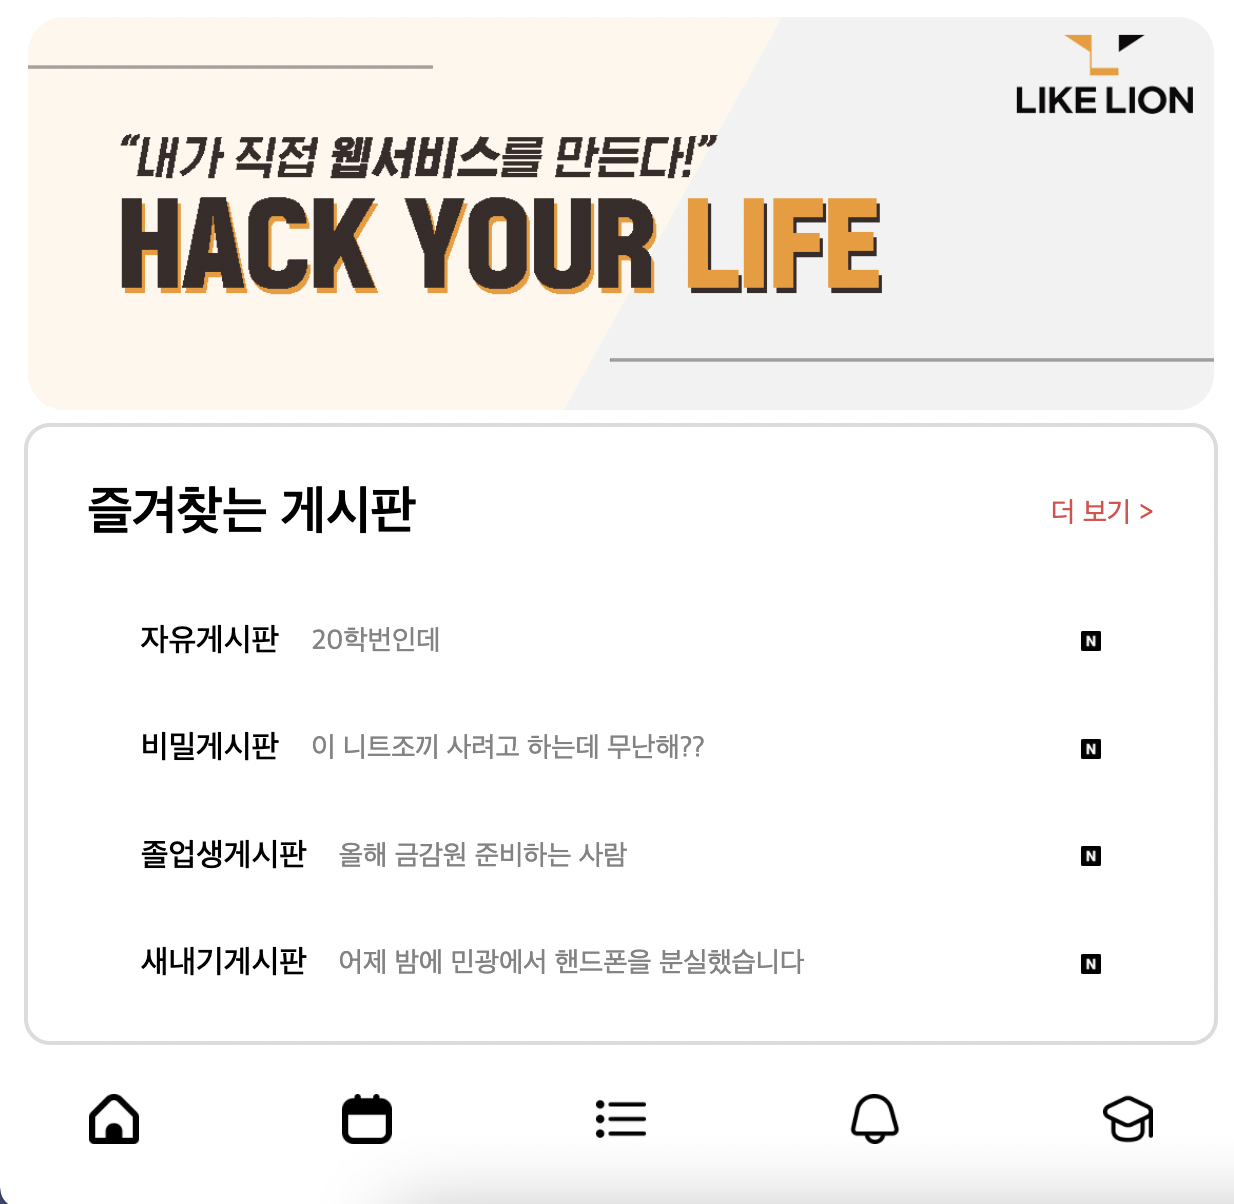 LIKE LION
“내가 직접 웹서비스를 만든다!”
HACK YOUR LIFE
즐겨찾는 게시판 더 보기 >
자유게시판 20학번인데 N
비밀게시판 이 니트조끼 사려고 하는데 무난해?? N
졸업생게시판 올해 금감원 준비하는 사람 N
새내기게시판 어제 밤에 민광에서 핸드폰을 분실했습니다 N